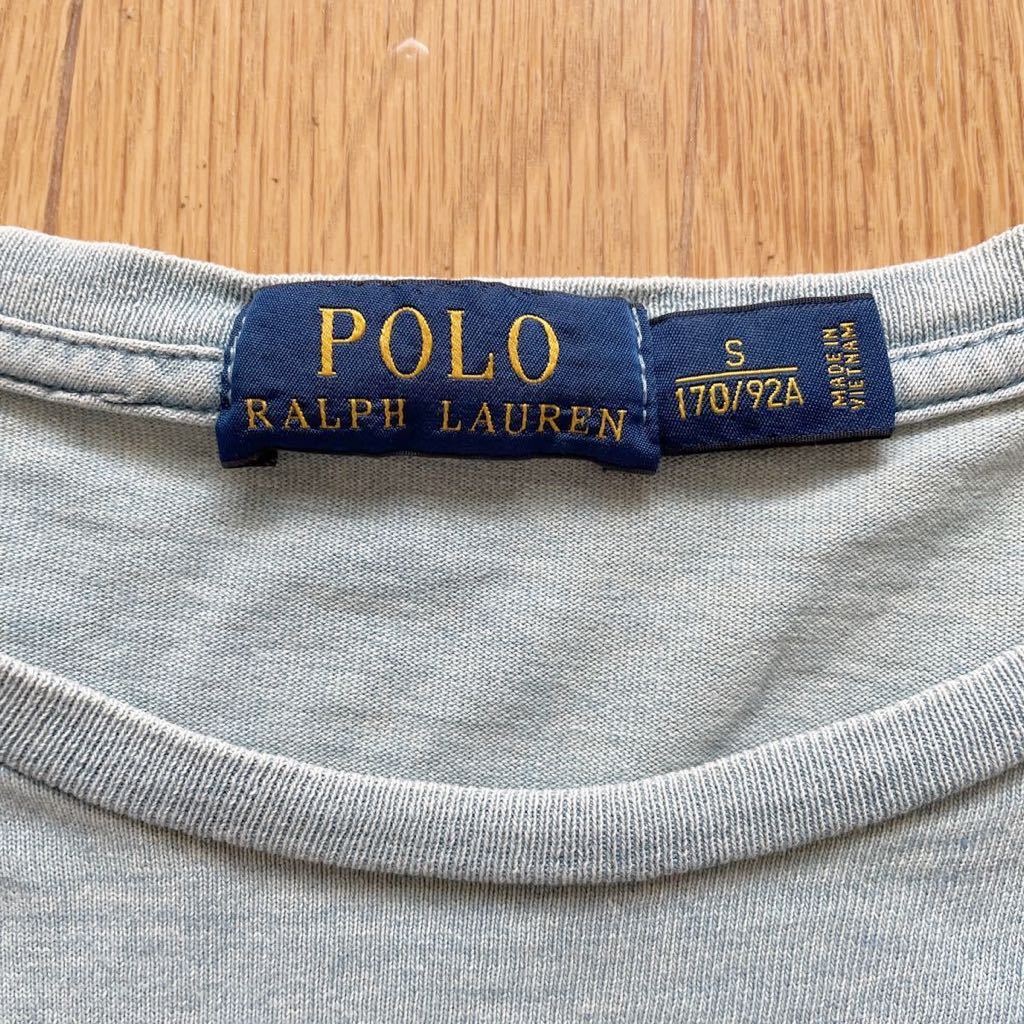 POLO
RALPH LAUREN
S
170/92A
MADE IN
VIETNAM